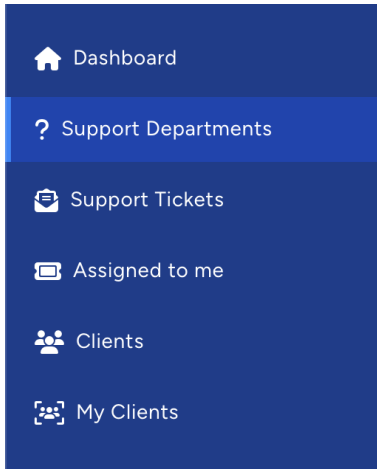 Dashboard
Support Departments
Support Tickets
Assigned to me
Clients
My Clients